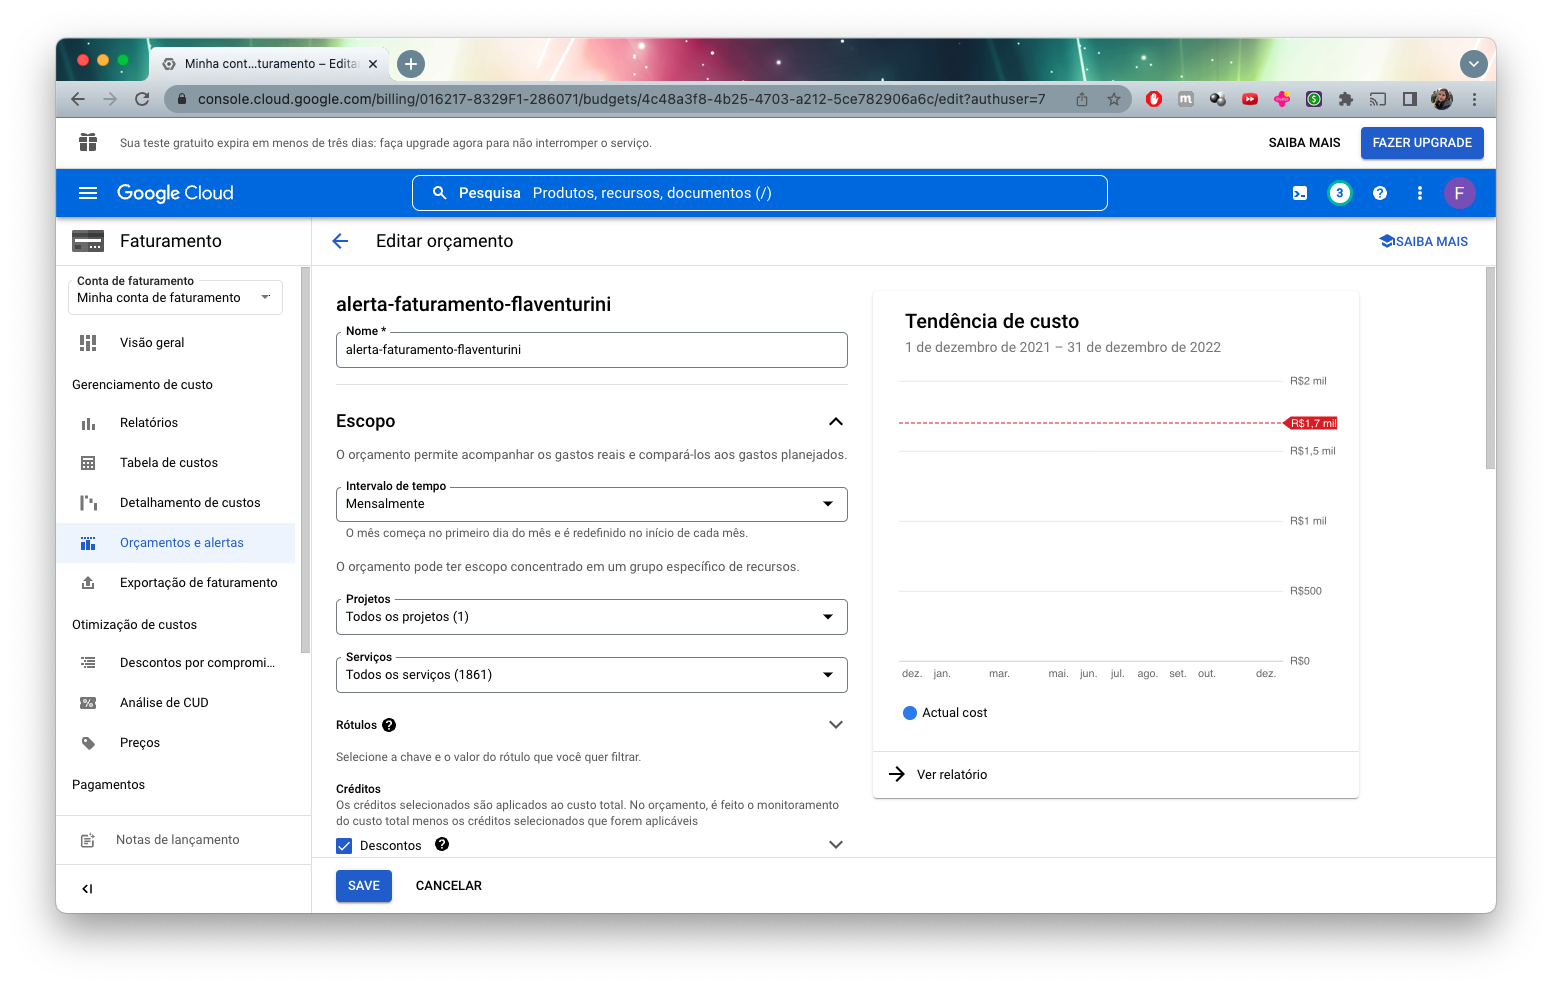 Minha cont...turamento – Edita
console.cloud.google.com/billing/016217-8329F1-286071/budgets/4c48a3f8-4b25-4703-a212-5ce782906a6c/edit?authuser=7
Sua teste gratuito expira em menos de três dias: faça upgrade agora para não interromper o serviço.
SAIBA MAIS
FAZER UPGRADE
Google Cloud
Pesquisa Produtos, recursos, documentos (/)
3
F
Faturamento
Editar orçamento
SAIBA MAIS
Conta de faturamento
Minha conta de faturamento
Visão geral
Gerenciamento de custo
Relatórios
Tabela de custos
Detalhamento de custos
Orçamentos e alertas
Exportação de faturamento
Otimização de custos
Descontos por compromi...
Análise de CUD
Preços
Pagamentos
Notas de lançamento
alerta-faturamento-flaventurini
Nome *
alerta-faturamento-flaventurini
Escopo
O orçamento permite acompanhar os gastos reais e compará-los aos gastos planejados.
Intervalo de tempo
Mensalmente
O mês começa no primeiro dia do mês e é redefinido no início de cada mês.
O orçamento pode ter escopo concentrado em um grupo específico de recursos.
Projetos
Todos os projetos (1)
Serviços
Todos os serviços (1861)
Rótulos
Selecione a chave e o valor do rótulo que você quer filtrar.
Créditos
Os créditos selecionados são aplicados ao custo total. No orçamento, é feito o monitoramento
do custo total menos os créditos selecionados que forem aplicáveis
Descontos
SAVE
CANCELAR
Tendência de custo
1 de dezembro de 2021 – 31 de dezembro de 2022
R$2 mil
R$1,7 mil
R$1,5 mil
R$1 mil
R$500
R$0
dez. jan. mar. mai. jun. jul. ago. set. out. dez.
Actual cost
Ver relatório